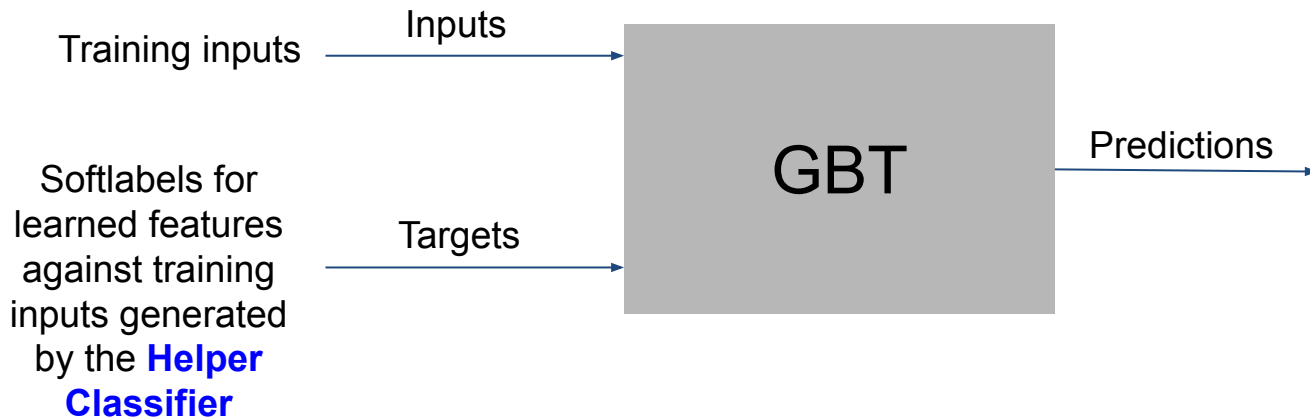 Training inputs
Inputs
GBT
Predictions
Softlabels for
learned features
against training
inputs generated
by the Helper
Classifier
Targets